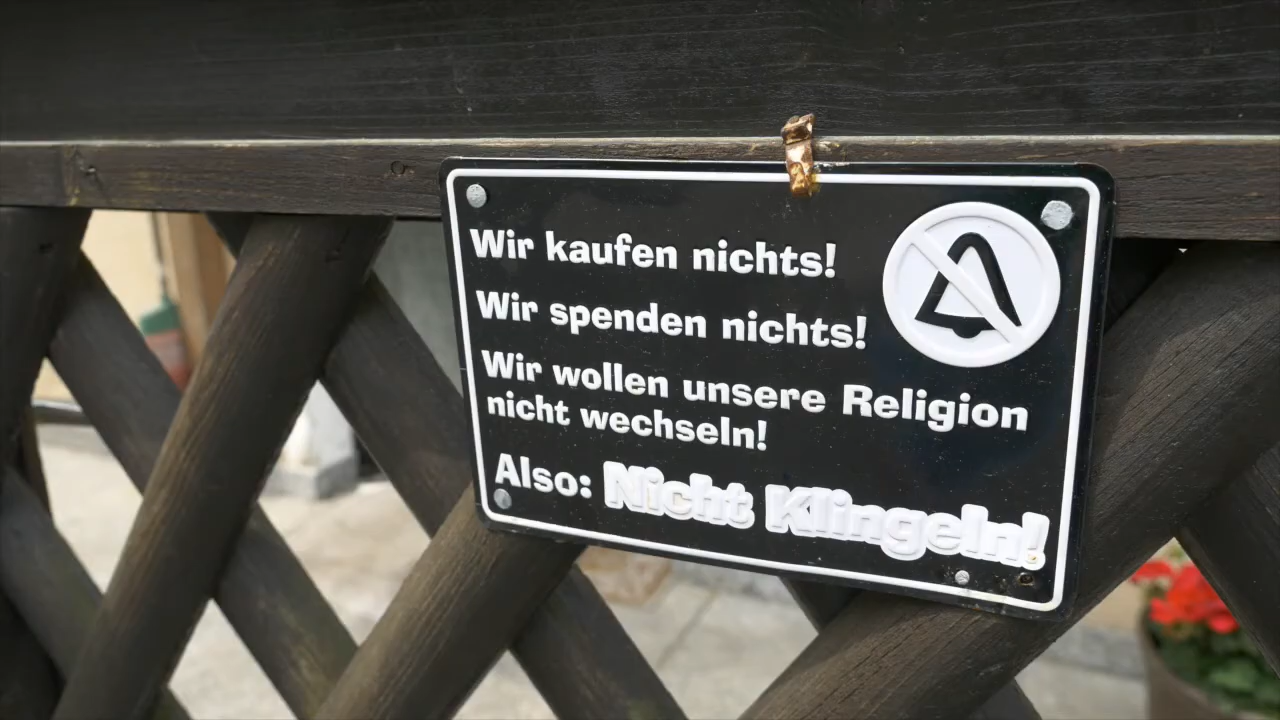 Wir kaufen nichts!
Wir spenden nichts!
Wir wollen unsere Religion
nicht wechseln!
Also: Nicht Klingeln!